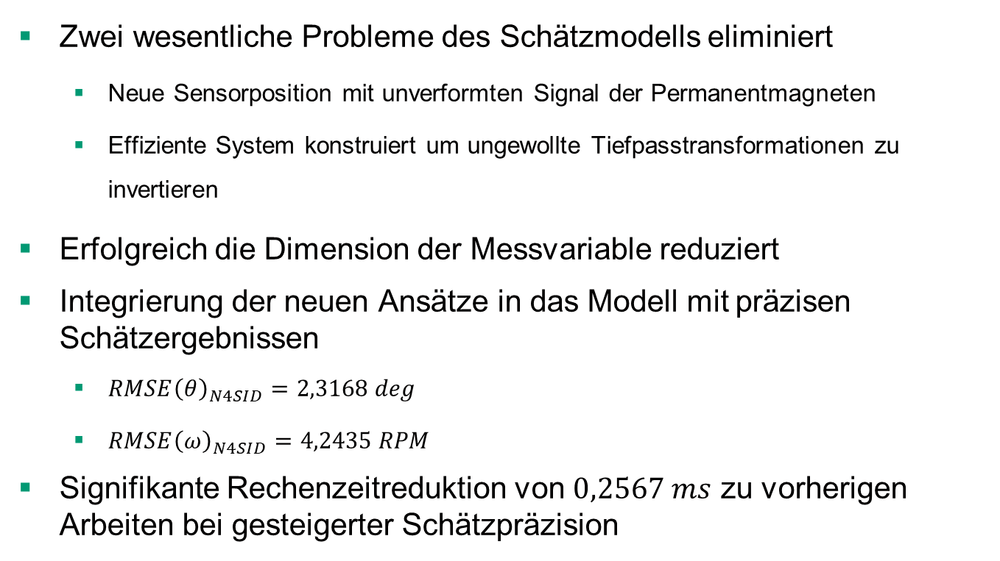 ▪ Zwei wesentliche Probleme des Schätzmodells eliminiert
▪ Neue Sensorposition mit unverformten Signal der Permanentmagneten
▪ Effiziente System konstruiert um ungewollte Tiefpasstransformationen zu
invertieren
▪ Erfolgreich die Dimension der Messvariable reduziert
▪ Integrierung der neuen Ansätze in das Modell mit präzisen
Schätzergebnissen
▪ RMSE(θ)_{N4SID} = 2,3168 deg
▪ RMSE(ω)_{N4SID} = 4,2435 RPM
▪ Signifikante Rechenzeitreduktion von 0,2567 ms zu vorherigen
Arbeiten bei gesteigerter Schätzpräzision